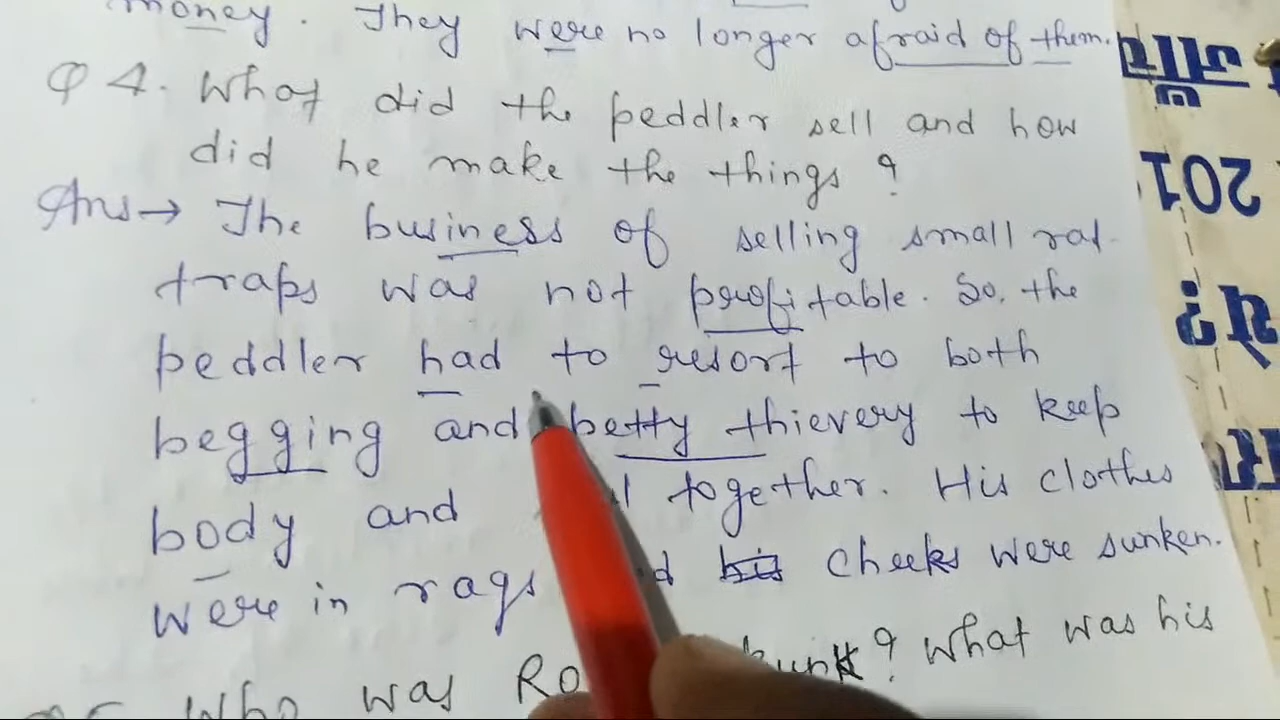 money. They were no longer afraid of them.
Q 4. What did the peddler sell and how
did he make the things ?
Ans → The business of selling small rat
traps was not profitable. So, the
peddler had to resort to both
begging and petty thievery to keep
body and together. His clothes
were in rags cheeks were sunken.
Who was What was his
201